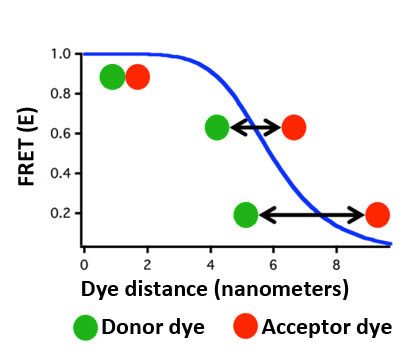 1.0
0.8
0.6
0.4
0.2
FRET (E)
0 2 4 6 8
Dye distance (nanometers)
Donor dye Acceptor dye